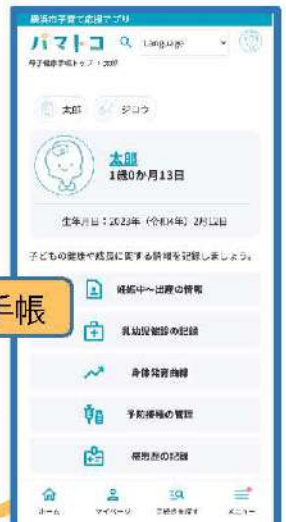 横浜市子育て応援アプリ
パマトコ Language
母子健康手帳トップ > 太郎
太郎 ジロウ
太郎
1歳0か月13日
生年月日：2023年（令和4年）2月12日
子どもの健康や成長に関する情報を記録しましょう。
手帳
妊娠中～出産の情報
乳幼児健診の記録
身体発育曲線
予防接種の管理
病歴の記録
ホーム マイページ 手続きを探す メニュー